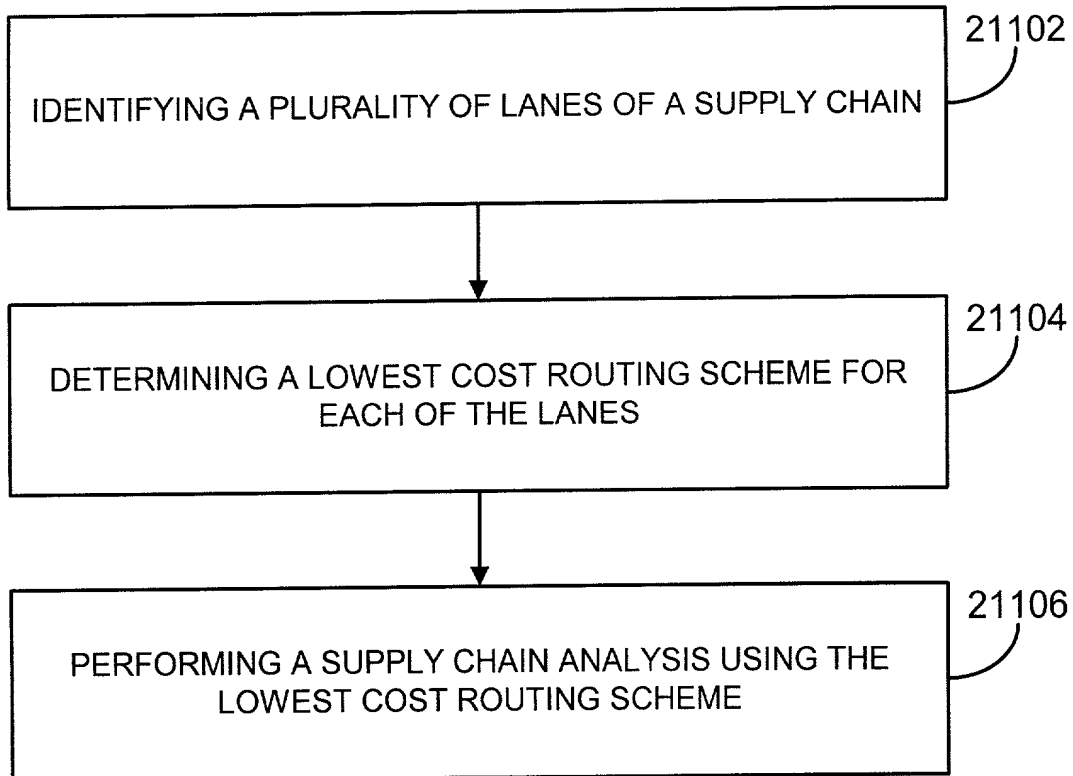 21102
IDENTIFYING A PLURALITY OF LANES OF A SUPPLY CHAIN
21104
DETERMINING A LOWEST COST ROUTING SCHEME FOR
EACH OF THE LANES
21106
PERFORMING A SUPPLY CHAIN ANALYSIS USING THE
LOWEST COST ROUTING SCHEME